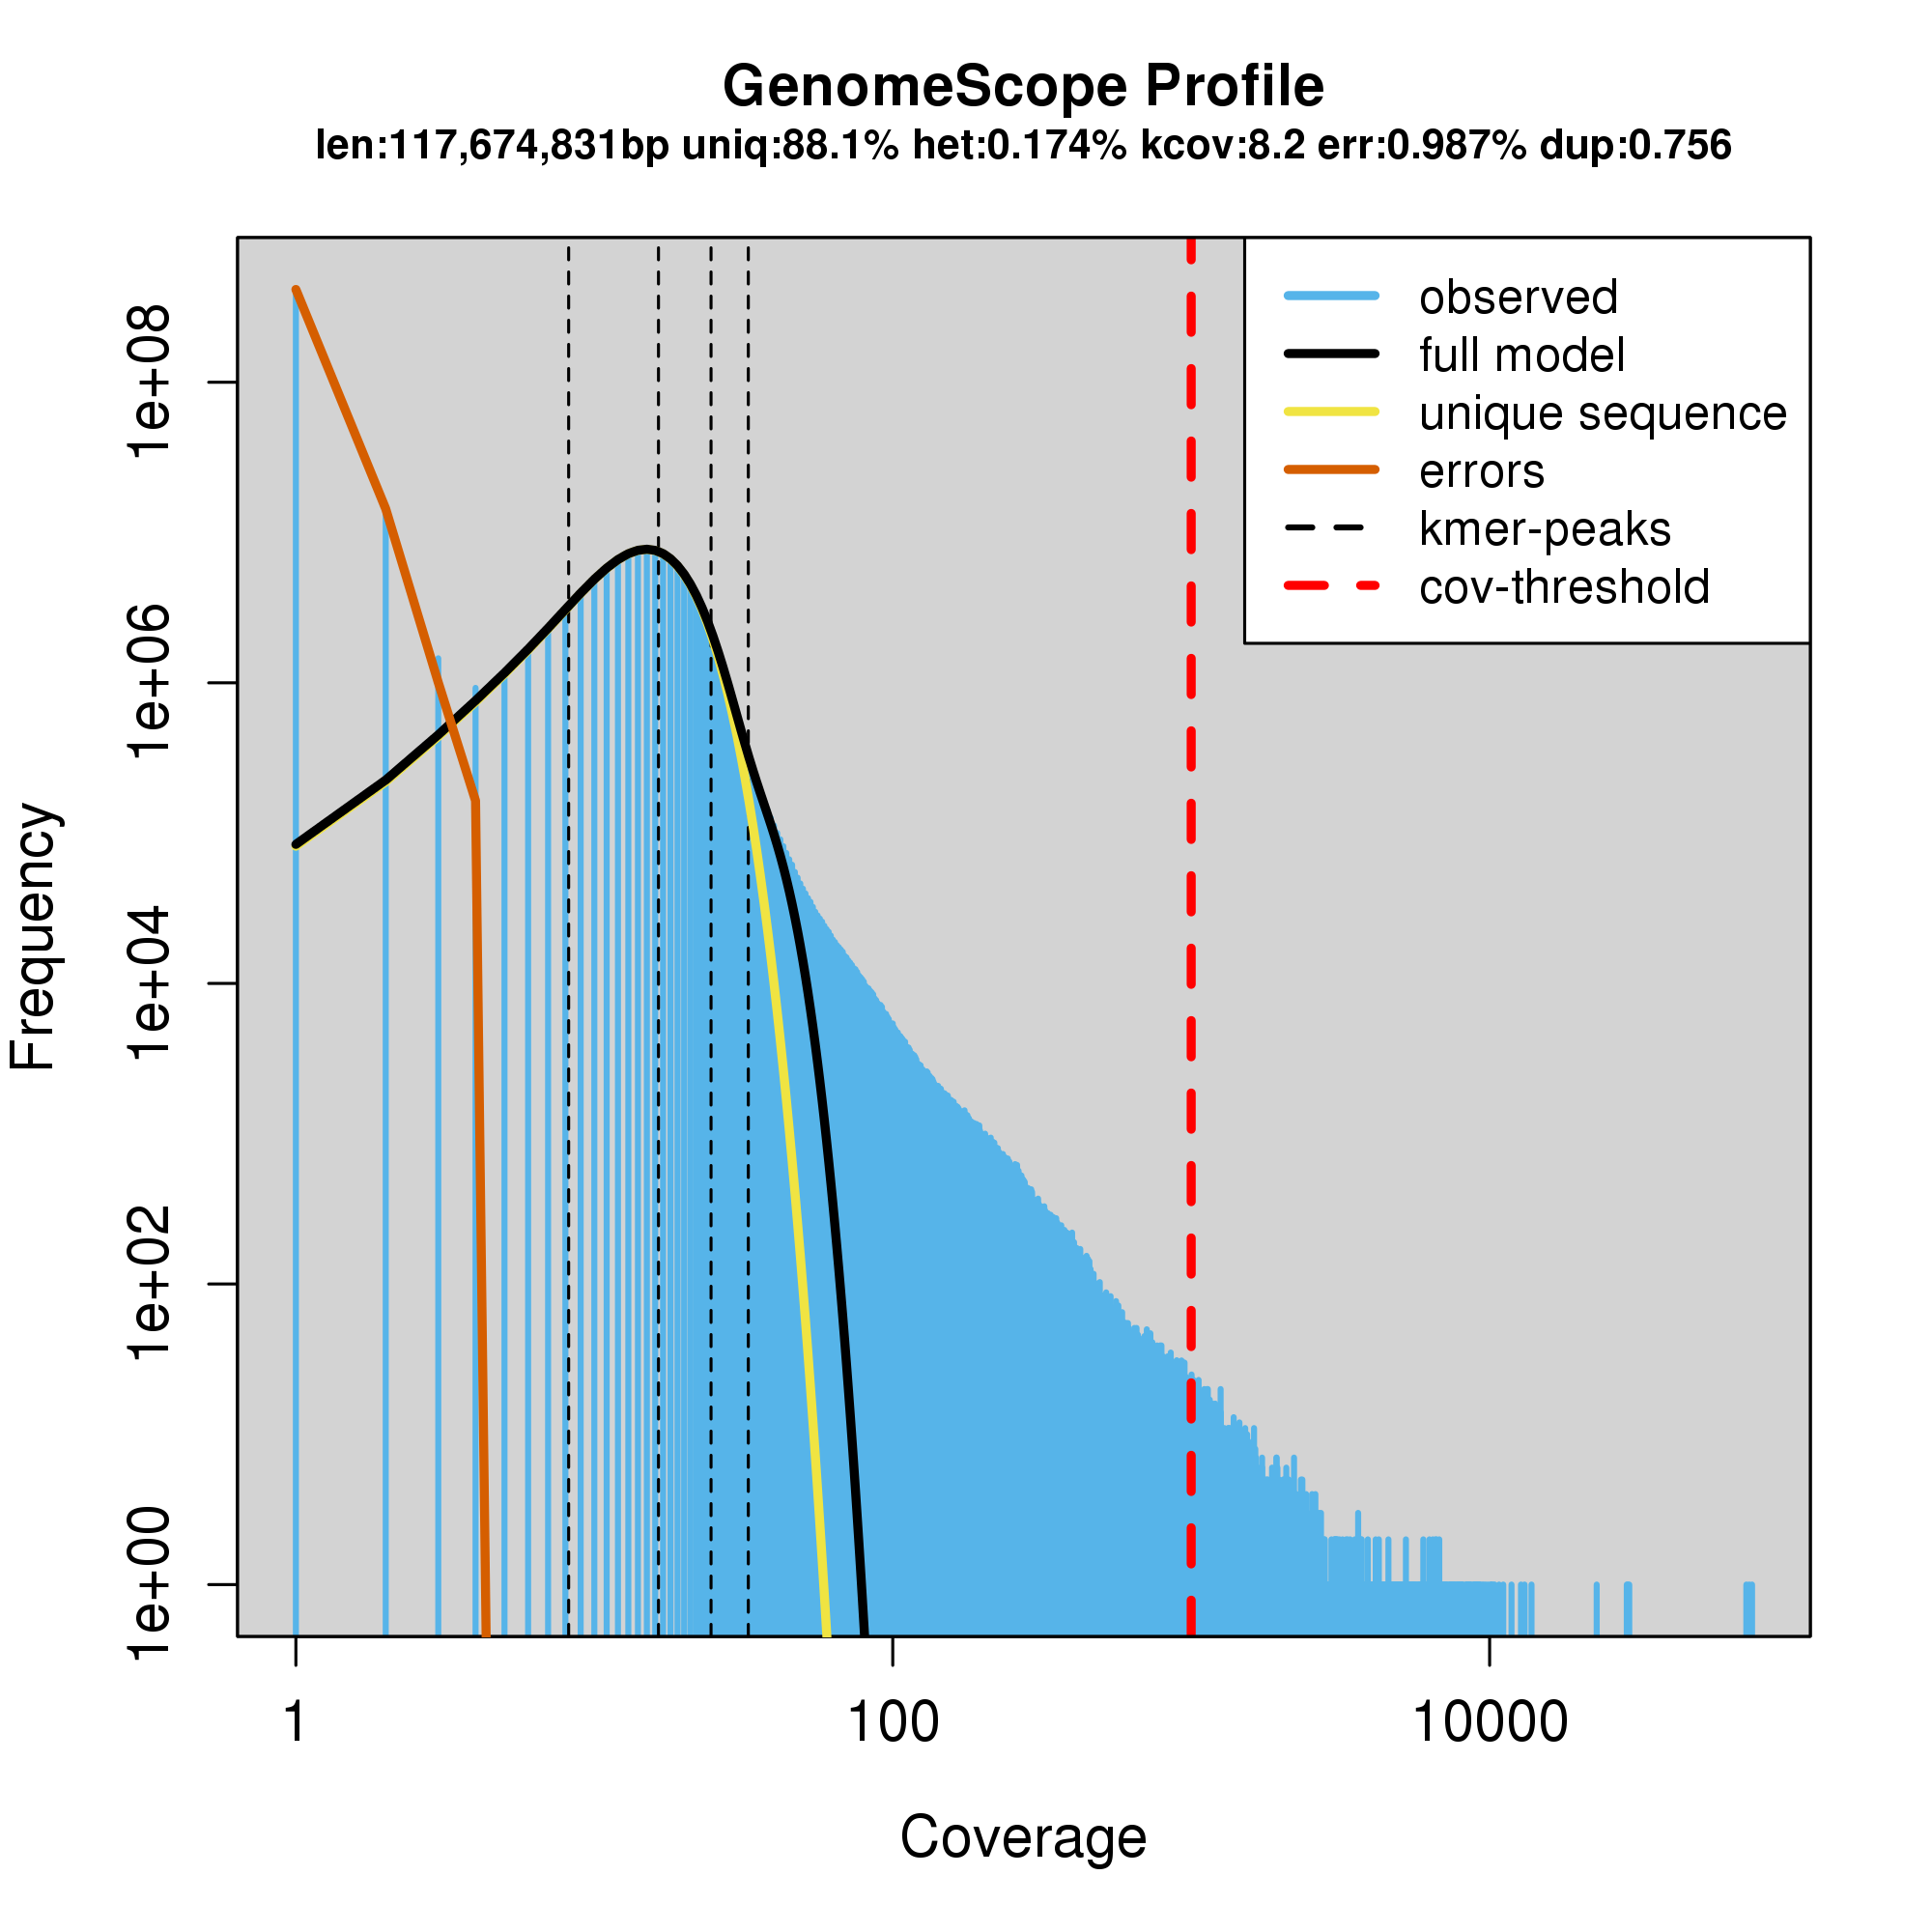 GenomeScope Profile
len:117,674,831bp uniq:88.1% het:0.174% kcov:8.2 err:0.987% dup:0.756
observed
full model
unique sequence
errors
kmer-peaks
cov-threshold
Frequency
1e+08
1e+06
1e+04
1e+02
1e+00
1
100
10000
Coverage